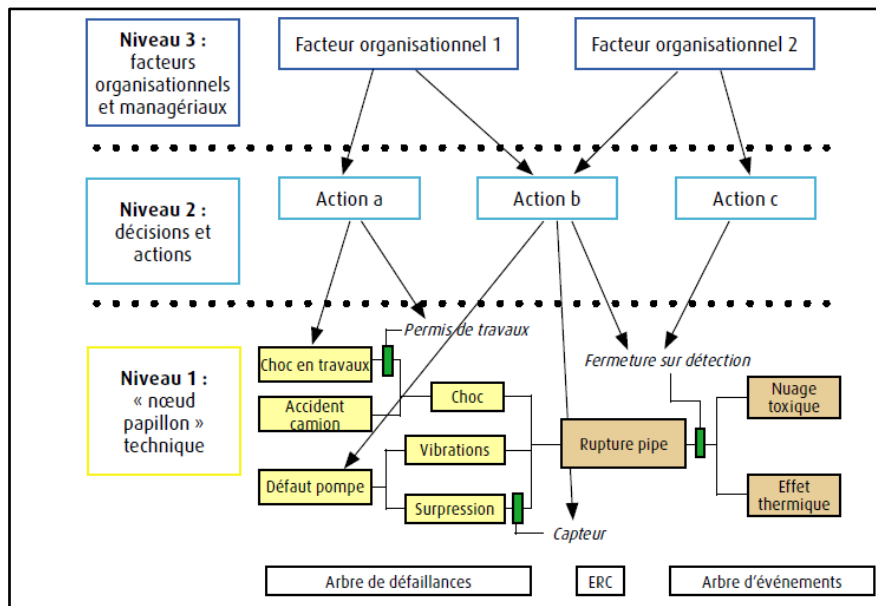 Niveau 3 :
facteurs
organisationnels
et managériaux
Facteur organisationnel 1
Facteur organisationnel 2
Niveau 2 :
décisions et
actions
Action a
Action b
Action c
Niveau 1 :
« nœud
papillon »
technique
Permis de travaux
Fermeture sur détection
Choc en travaux
Accident
camion
Choc
Vibrations
Défaut pompe
Surpression
Capteur
Rupture pipe
Nuage
toxique
Effet
thermique
Arbre de défaillances
ERC
Arbre d'événements